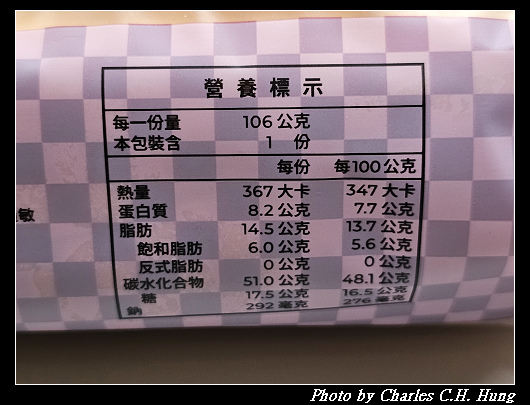 營養標示
每一份量 106 公克
本包裝含 1 份
每份 每100公克
熱量 367 大卡 347 大卡
蛋白質 8.2 公克 7.7 公克
脂肪 14.5 公克 13.7 公克
飽和脂肪 6.0 公克 5.6 公克
反式脂肪 0 公克 0 公克
碳水化合物 51.0 公克 48.1 公克
糖 17.5 公克 16.5 公克
鈉 292 毫克 276 毫克
敏
Photo by Charles C.H. Hung